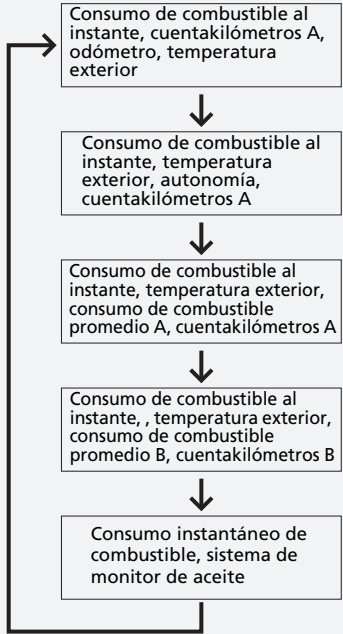 Consumo de combustible al
instante, cuentakilómetros A,
odómetro, temperatura
exterior
Consumo de combustible al
instante, temperatura
exterior, autonomía,
cuentakilómetros A
Consumo de combustible al
instante, temperatura exterior,
consumo de combustible
promedio A, cuentakilómetros A
Consumo de combustible al
instante, , temperatura exterior,
consumo de combustible
promedio B, cuentakilómetros B
Consumo instantáneo de
combustible, sistema de
monitor de aceite